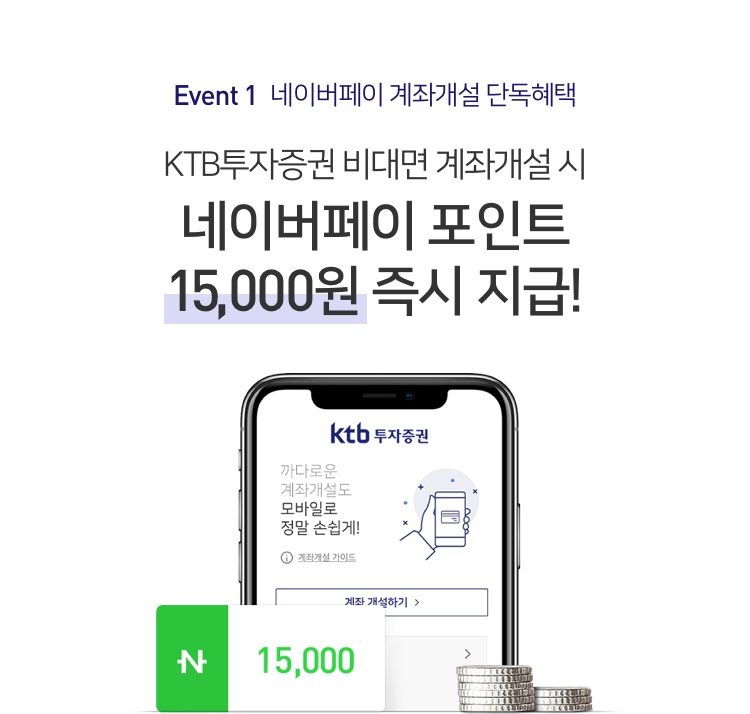 Event 1 네이버페이 계좌개설 단독혜택
KTB투자증권 비대면 계좌개설 시
네이버페이 포인트
15,000원 즉시 지급!
ktb 투자증권
까다로운
계좌개설도
모바일로
정말 손쉽게!
계좌개설 가이드
계좌 개설하기 >
N 15,000